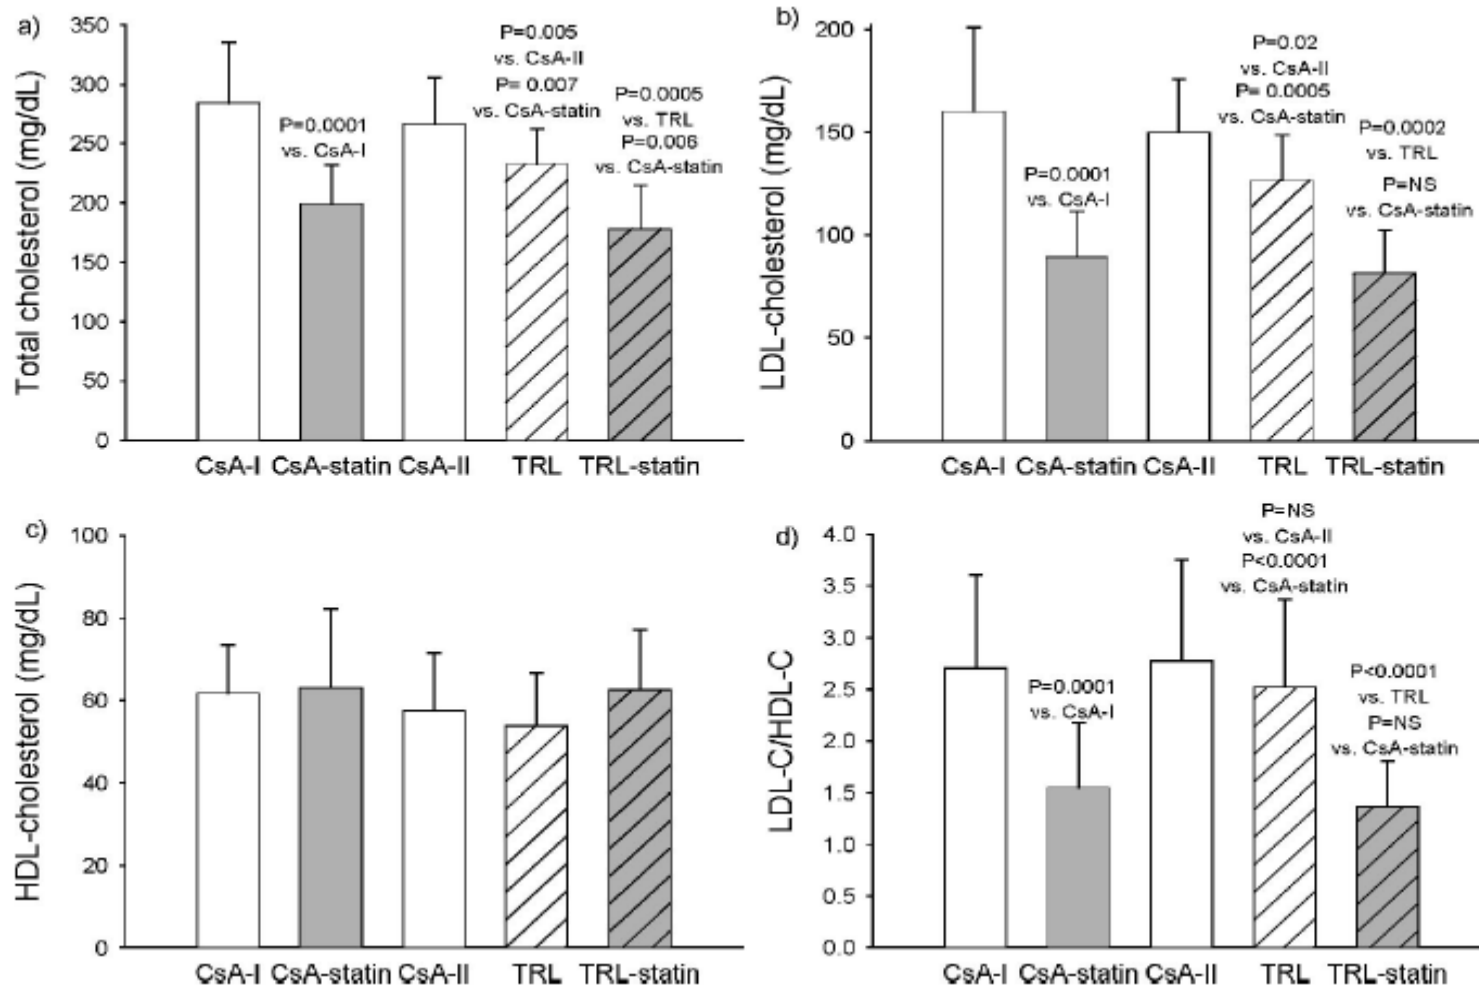 a)
Total cholesterol (mg/dL)
350
300
250
200
150
100
50
0
P=0.0001
vs. CsA-I
P=0.005
vs. CsA-II
P= 0.007
vs. CsA-statin
P=0.0005
vs. TRL
P=0.006
vs. CsA-statin
CsA-I CsA-statin CsA-II TRL TRL-statin
b)
LDL-cholesterol (mg/dL)
200
150
100
50
0
P=0.0001
vs. CsA-I
P=0.02
vs. CsA-II
P= 0.0005
vs. CsA-statin
P=0.0002
vs. TRL
P=NS
vs. CsA-statin
CsA-I CsA-statin CsA-II TRL TRL-statin
c)
HDL-cholesterol (mg/dL)
100
80
60
40
20
0
CsA-I CsA-statin CsA-II TRL TRL-statin
d)
LDL-C/HDL-C
4.0
3.5
3.0
2.5
2.0
1.5
1.0
0.5
0.0
P=0.0001
vs. CsA-I
P=NS
vs. CsA-II
P<0.0001
vs. CsA-statin
P<0.0001
vs. TRL
P=NS
vs. CsA-statin
CsA-I CsA-statin CsA-II TRL TRL-statin